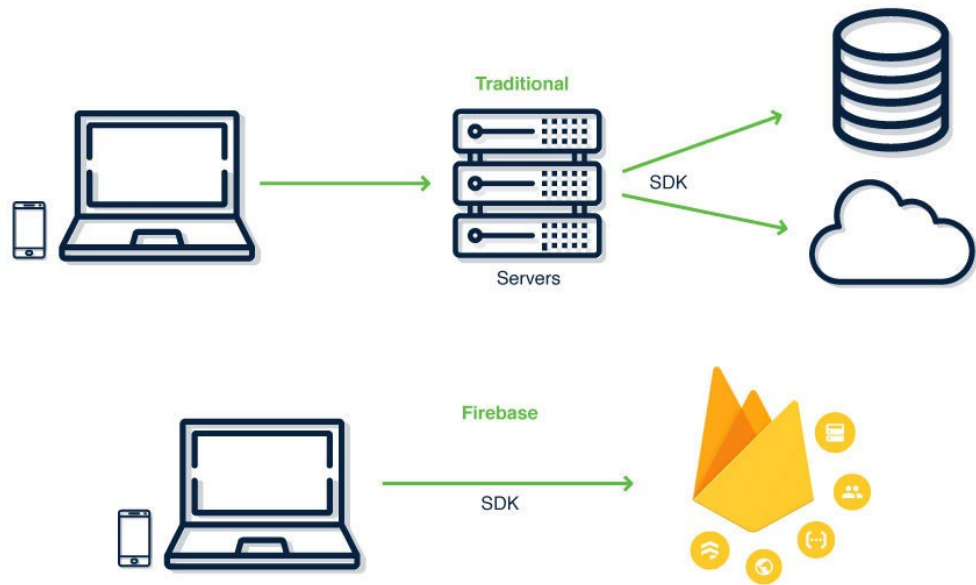 Traditional
SDK
Servers
Firebase
SDK